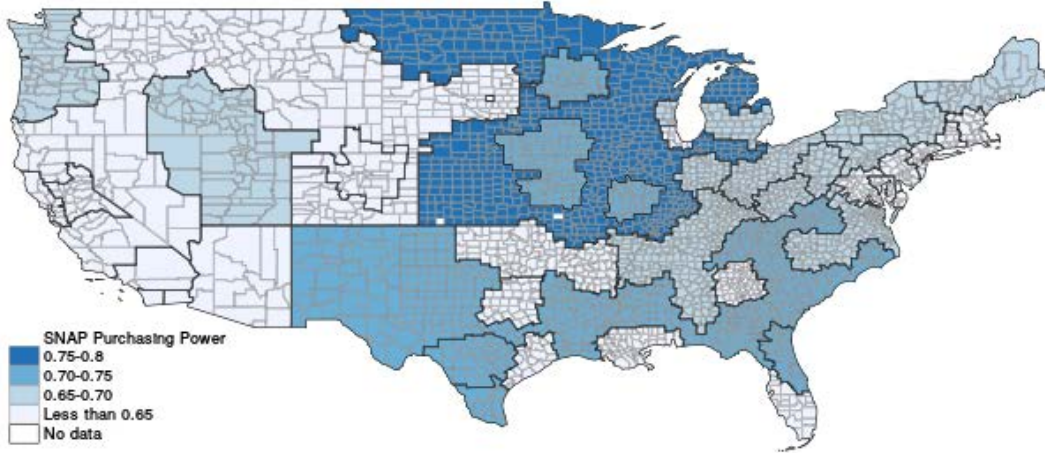 SNAP Purchasing Power
0.75-0.8
0.70-0.75
0.65-0.70
Less than 0.65
No data